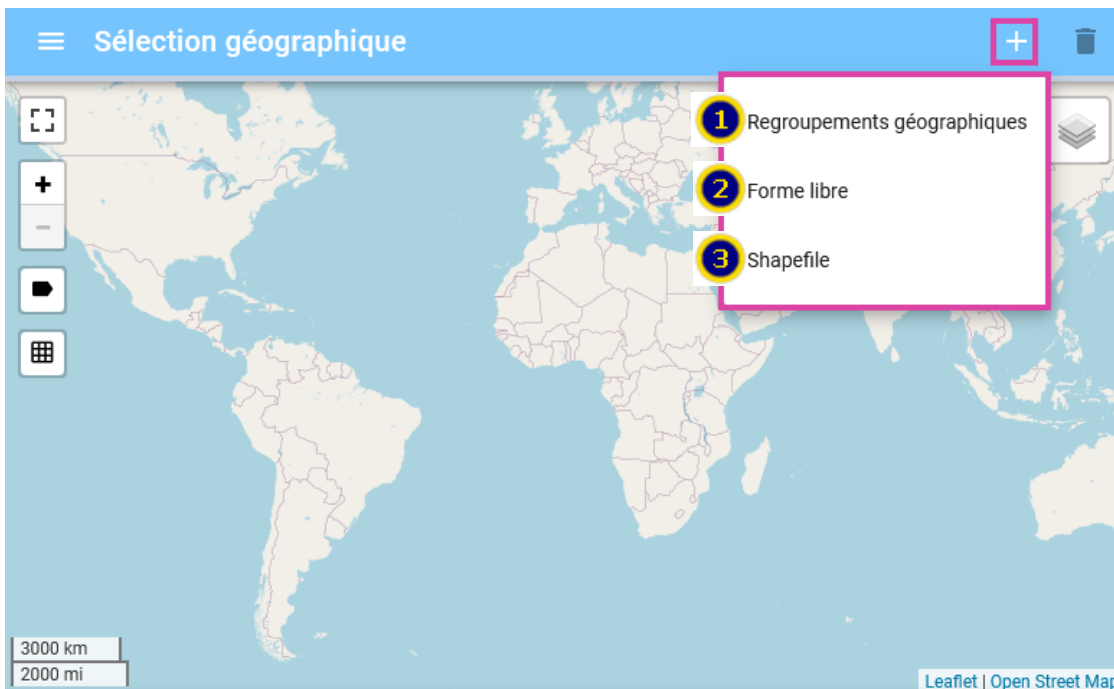 Sélection géographique
+
1 Regroupements géographiques
2 Forme libre
3 Shapefile
+
−
3000 km
2000 mi
Leaflet | Open Street Map